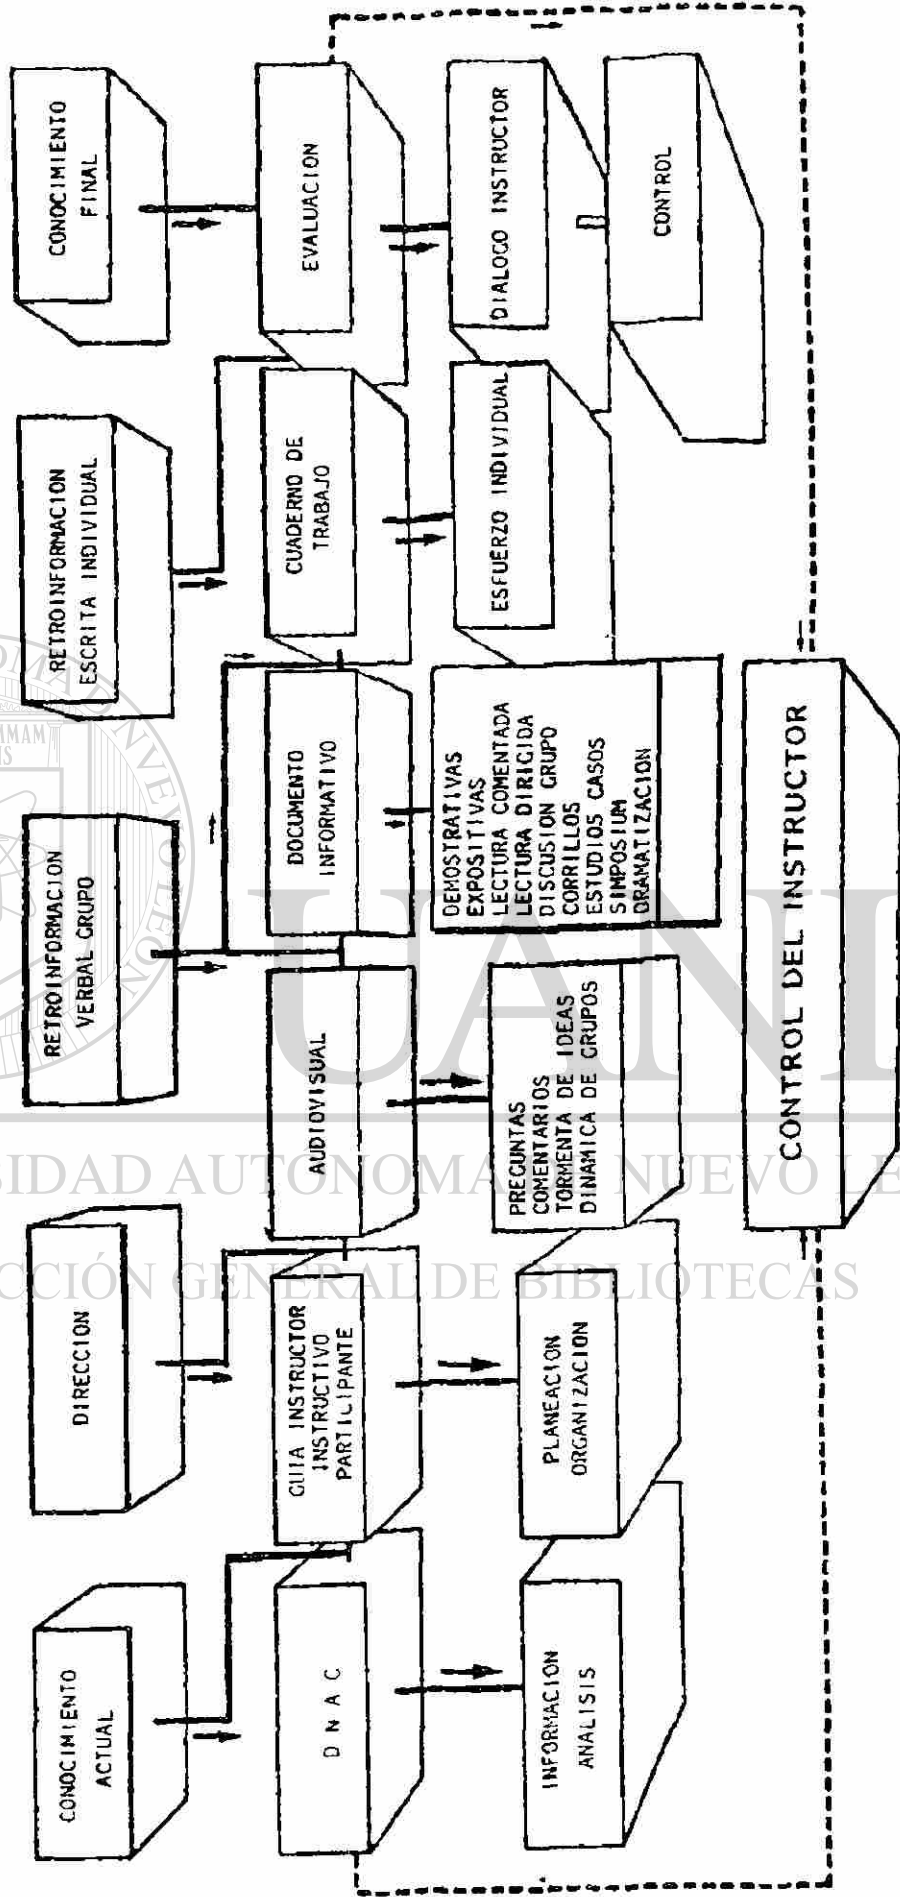 CONOCIMIENTO
ACTUAL
DIRECCION
RETROINFORMACION
VERBAL GRUPO
RETROINFORMACION
ESCRITA INDIVIDUAL
CONOCIMIENTO
FINAL
D N A C
GUIA INSTRUCTOR
INSTRUCTIVO
PARTICIPANTE
AUDIOVISUAL
DOCUMENTO
INFORMATIVO
CUADERNO DE
TRABAJO
EVALUACION
INFORMACION
ANALISIS
PLANEACION
ORGANIZACION
PREGUNTAS
COMENTARIOS
TORMENTA DE IDEAS
DINAMICA DE GRUPOS
DEMOSTRATIVAS
EXPOSITIVAS
LECTURA COMENTADA
LECTURA DIRIGIDA
DISCUSION GRUPO
CORRILLOS
ESTUDIOS CASOS
SIMPOSIUM
DRAMATIZACION
ESFUERZO INDIVIDUAL
DIALOGO INSTRUCTOR
CONTROL
CONTROL DEL INSTRUCTOR
UANL
SIDAD AUTÓNOMA DE NUEVO LE
CCIÓN GENERAL DE BIBLIOTECAS